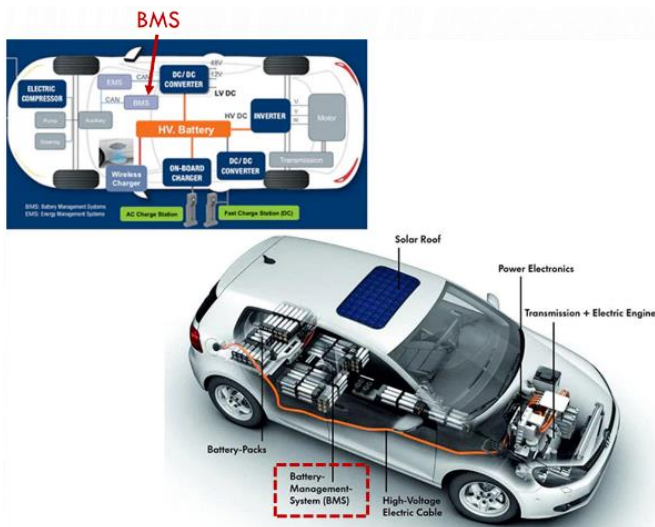 BMS
ELECTRIC
COMPRESSOR
Pump
Steering
Auxiliary
EMS
CAN
CAN
BMS
DC/ DC
CONVERTER
48V
12V
LV DC
HV DC
HV. Battery
INVERTER
U
V
W
Motor
Transmission
Wireless
Charger
ON-BOARD
CHARGER
DC/ DC
CONVERTER
BMS: Battery Management Systems
EMS: Energy Management Systems
AC Charge Station
Fast Charge Station (DC)
Solar Roof
Power Electronics
Transmission + Electric Engine
Battery-Packs
Battery-
Management-
System (BMS)
High-Voltage
Electric Cable